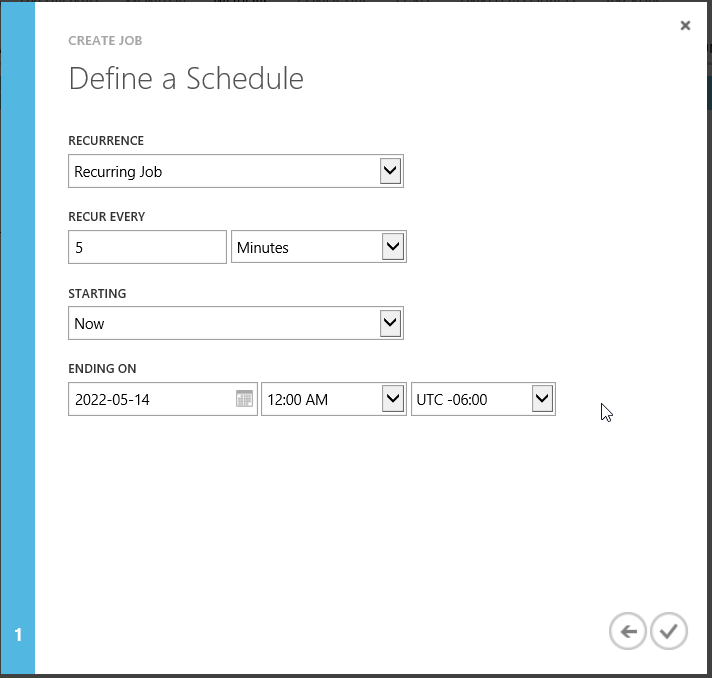 CREATE JOB
Define a Schedule
RECURRENCE
Recurring Job
RECUR EVERY
5 Minutes
STARTING
Now
ENDING ON
2022-05-14 12:00 AM UTC -06:00
1